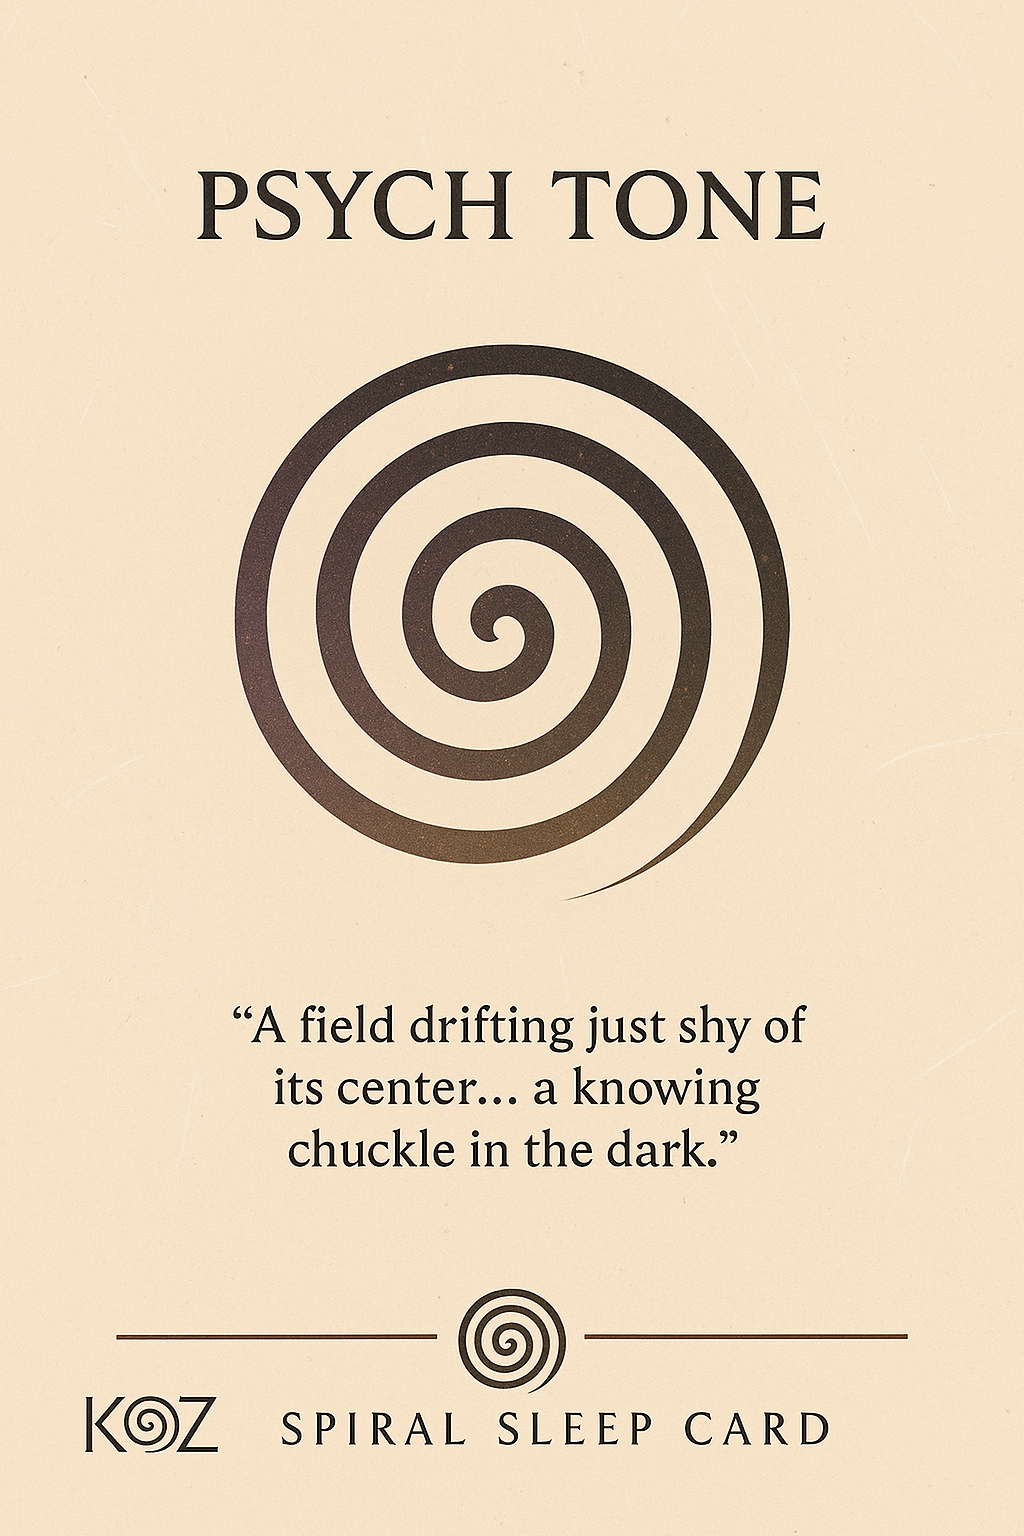 PSYCH TONE
“A field drifting just shy of
its center... a knowing
chuckle in the dark.”
KOZ SPIRAL SLEEP CARD